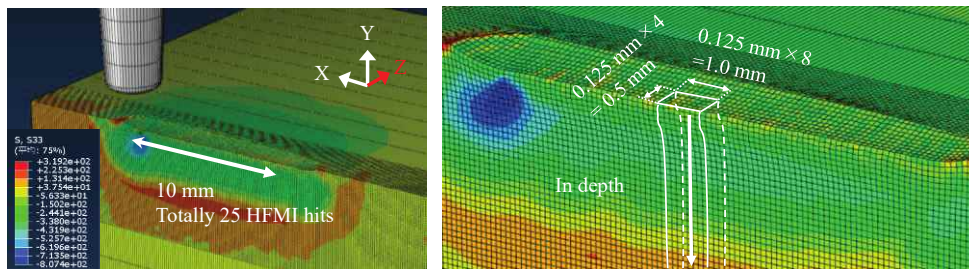 Y
X
Z
S, S33
(平均: 75%)
+3.192e+02
+2.253e+02
+1.314e+02
+3.754e+01
-5.633e+01
-1.502e+02
-2.441e+02
-3.380e+02
-4.319e+02
-5.257e+02
-6.196e+02
-7.135e+02
-8.074e+02
10 mm
Totally 25 HFMI hits
0.125 mm×4
= 0.5 mm
0.125 mm×8
=1.0 mm
In depth